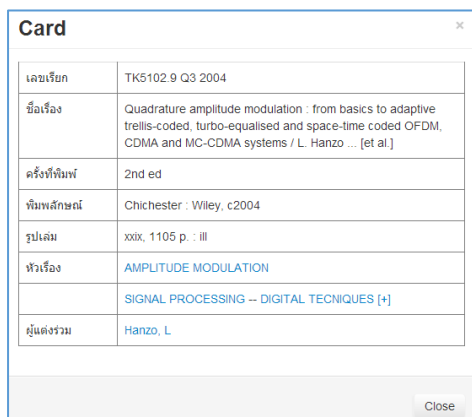 Card ×
เลขเรียก TK5102.9 Q3 2004
ชื่อเรื่อง Quadrature amplitude modulation : from basics to adaptive
trellis-coded, turbo-equalised and space-time coded OFDM,
CDMA and MC-CDMA systems / L. Hanzo ... [et al.]
ครั้งที่พิมพ์ 2nd ed
พิมพลักษณ์ Chichester : Wiley, c2004
รูปเล่ม xxix, 1105 p. : ill
หัวเรื่อง AMPLITUDE MODULATION
SIGNAL PROCESSING -- DIGITAL TECNIQUES [+]
ผู้แต่งร่วม Hanzo, L
Close